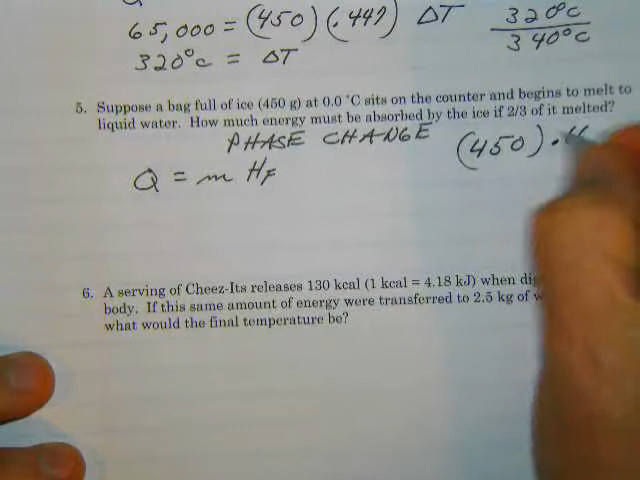 65,000 = (450)(.447) ΔT 320°C
320°C = ΔT 340°C
5. Suppose a bag full of ice (450 g) at 0.0 °C sits on the counter and begins to melt to
liquid water. How much energy must be absorbed by the ice if 2/3 of it melted?
PHASE CHANGE (450)
Q = m HF
6. A serving of Cheez-Its releases 130 kcal (1 kcal = 4.18 kJ) when
body. If this same amount of energy were transferred to 2.5 kg of
what would the final temperature be?